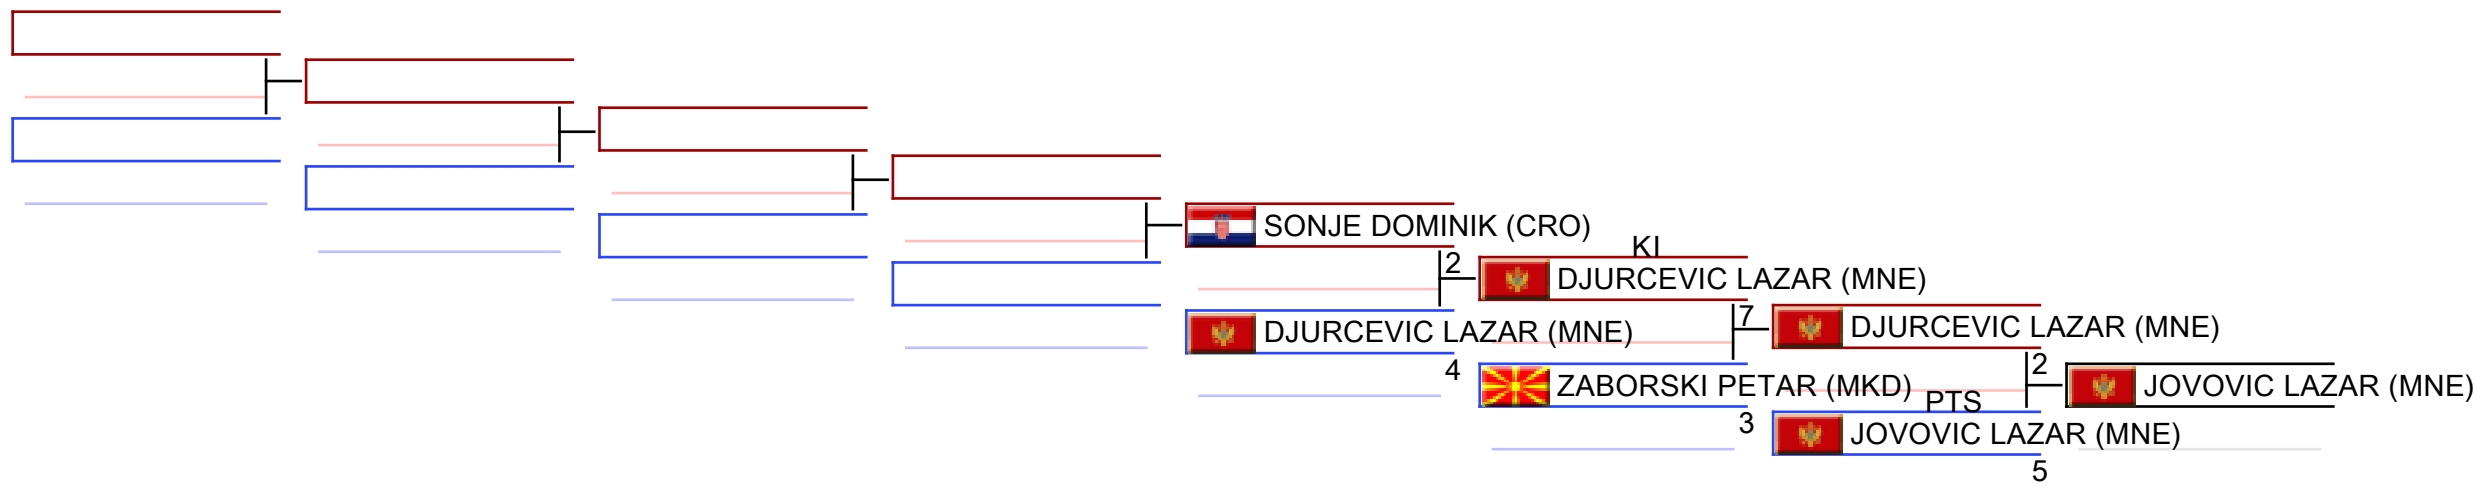 SONJE DOMINIK (CRO)
2
DJURCEVIC LAZAR (MNE)
4
KI
DJURCEVIC LAZAR (MNE)
7
ZABORSKI PETAR (MKD)
3
DJURCEVIC LAZAR (MNE)
2
PTS
JOVOVIC LAZAR (MNE)
5
JOVOVIC LAZAR (MNE)